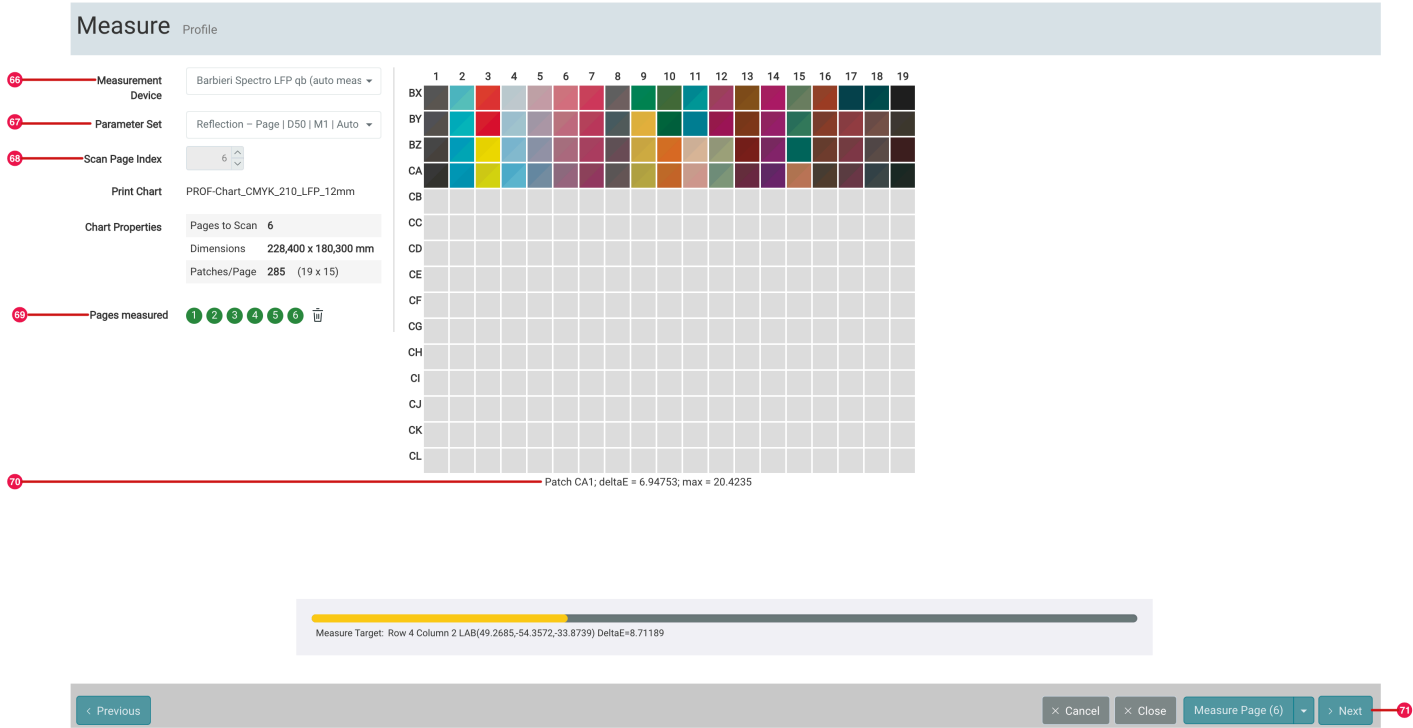 Measure Profile
66
Measurement Device
Barbieri Spectro LFP qb (auto meas
67
Parameter Set
Reflection – Page | D50 | M1 | Auto
68
Scan Page Index
6
Print Chart
PROF-Chart_CMYK_210_LFP_12mm
Chart Properties
Pages to Scan 6
Dimensions 228,400 x 180,300 mm
Patches/Page 285 (19 x 15)
69
Pages measured
1 2 3 4 5 6
1 2 3 4 5 6 7 8 9 10 11 12 13 14 15 16 17 18 19
BX
BY
BZ
CA
CB
CC
CD
CE
CF
CG
CH
CI
CJ
CK
CL
70
Patch CA1; deltaE = 6.94753; max = 20.4235
Measure Target: Row 4 Column 2 LAB(49.2685,-54.3572,-33.8739) DeltaE=8.71189
Previous
Cancel
Close
Measure Page (6)
Next
71